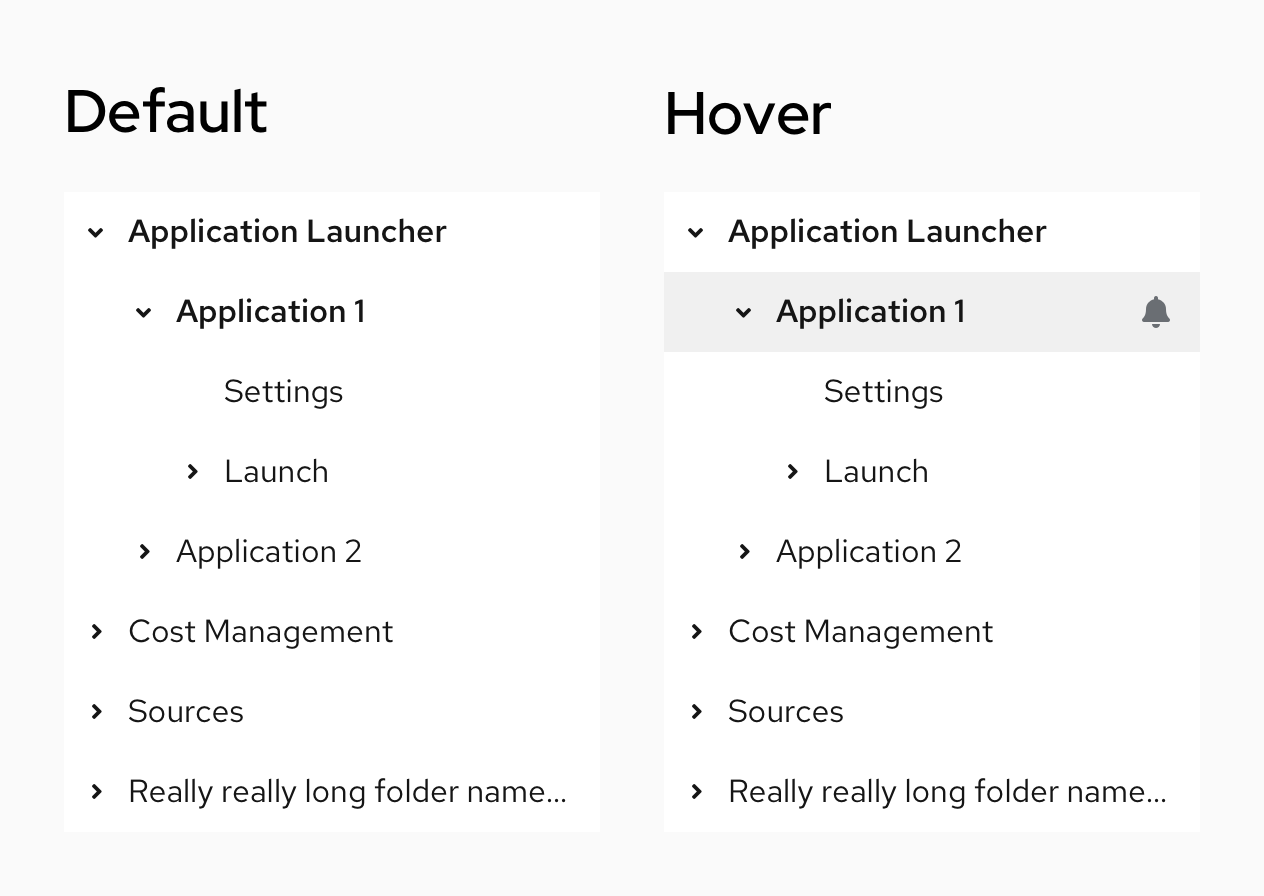 Default
Application Launcher
Application 1
Settings
Launch
Application 2
Cost Management
Sources
Really really long folder name...
Hover
Application Launcher
Application 1
Settings
Launch
Application 2
Cost Management
Sources
Really really long folder name...